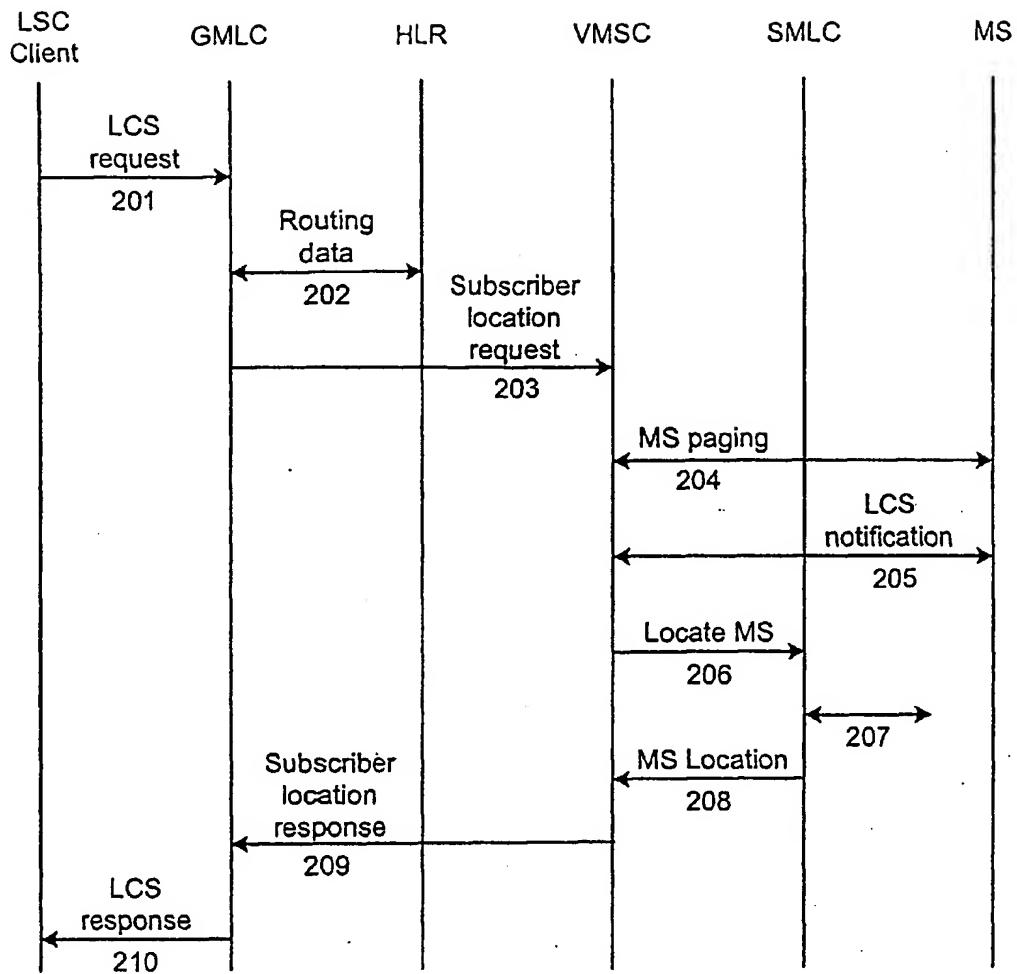 LSC
Client
GMLC
HLR
VMSC
SMLC
MS
LCS
request
201
Routing
data
202
Subscriber
location
request
203
MS paging
204
LCS
notification
205
Locate MS
206
207
MS Location
208
Subscriber
location
response
209
LCS
response
210